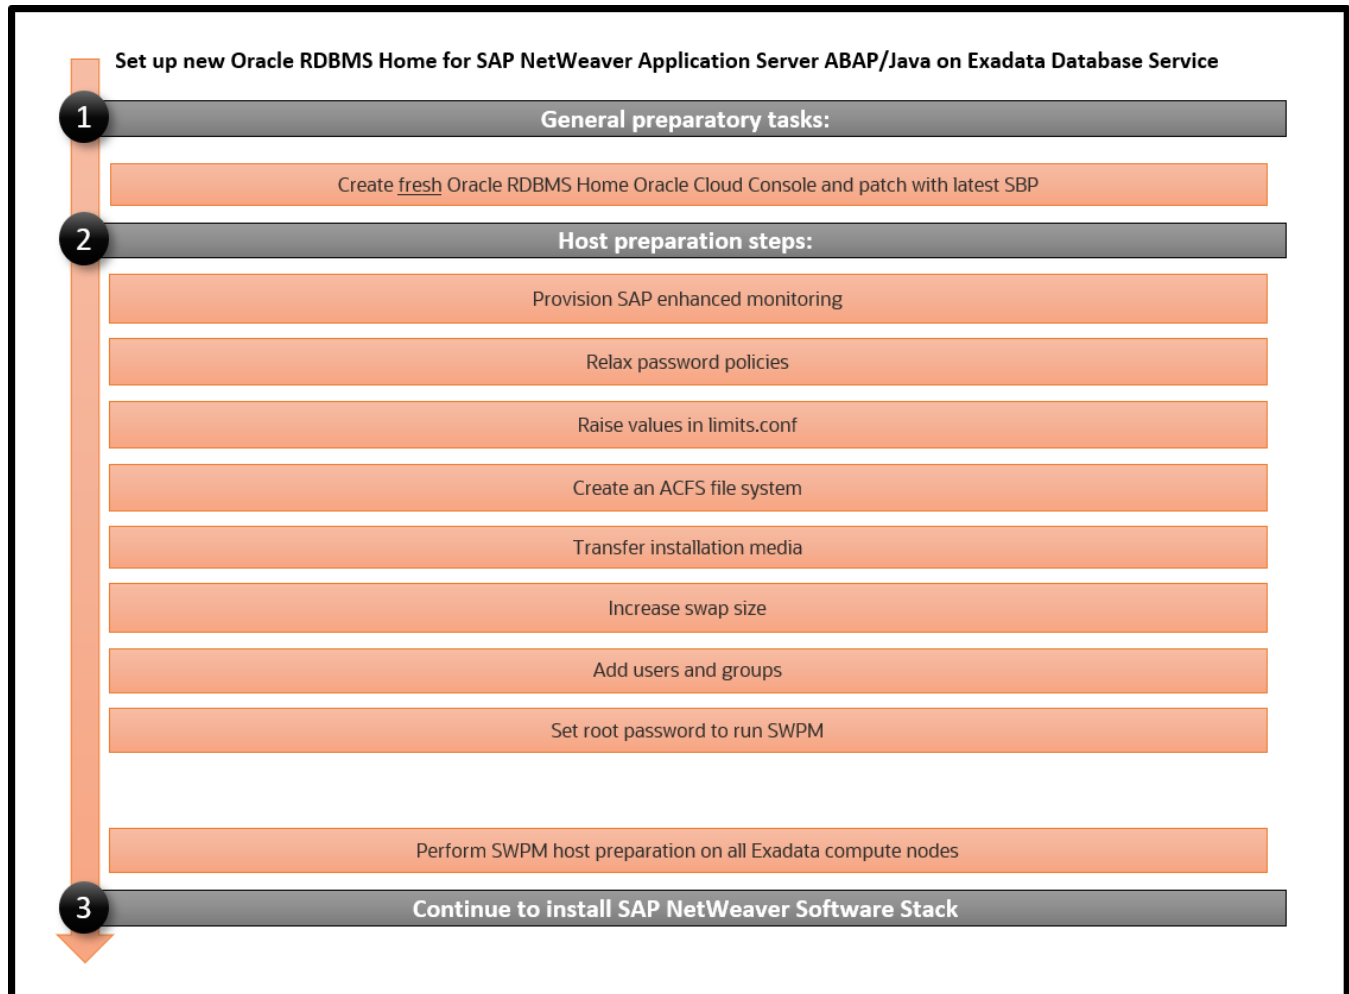 Set up new Oracle RDBMS Home for SAP NetWeaver Application Server ABAP/Java on Exadata Database Service
1
General preparatory tasks:
Create fresh Oracle RDBMS Home Oracle Cloud Console and patch with latest SBP
2
Host preparation steps:
Provision SAP enhanced monitoring
Relax password policies
Raise values in limits.conf
Create an ACFS file system
Transfer installation media
Increase swap size
Add users and groups
Set root password to run SWPM
Perform SWPM host preparation on all Exadata compute nodes
3
Continue to install SAP NetWeaver Software Stack